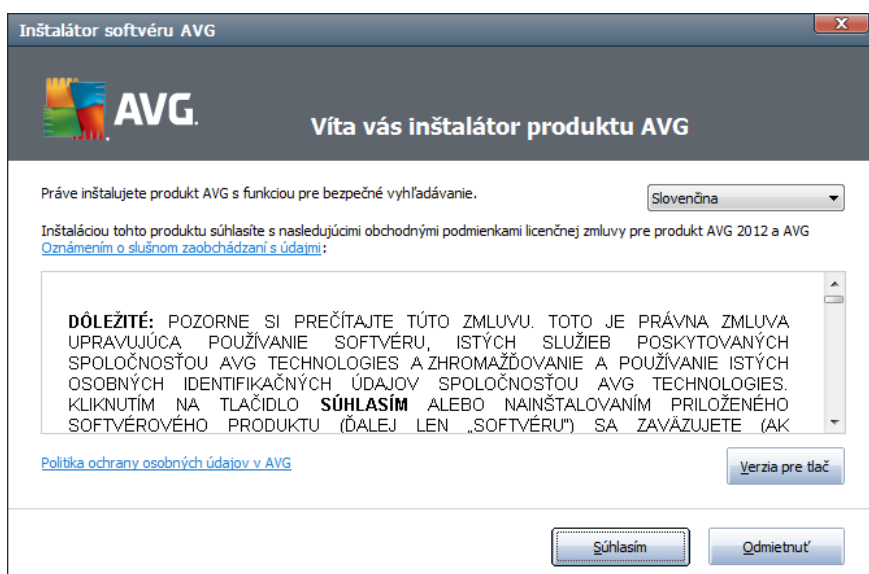 Inštalátor softvéru AVG
AVG.
Víta vás inštalátor produktu AVG
Práve inštalujete produkt AVG s funkciou pre bezpečné vyhľadávanie.
Slovenčina
Inštaláciou tohto produktu súhlasíte s nasledujúcimi obchodnými podmienkami licenčnej zmluvy pre produkt AVG 2012 a AVG
Oznámením o slušnom zaobchádzaní s údajmi:
DÔLEŽITÉ: POZORNE SI PREČÍTAJTE TÚTO ZMLUVU. TOTO JE PRÁVNA ZMLUVA
UPRAVUJÚCA POUŽÍVANIE SOFTVÉRU, ISTÝCH SLUŽIEB POSKYTOVANÝCH
SPOLOČNOSŤOU AVG TECHNOLOGIES A ZHROMAŽĎOVANIE A POUŽÍVANIE ISTÝCH
OSOBNÝCH IDENTIFIKAČNÝCH ÚDAJOV SPOLOČNOSŤOU AVG TECHNOLOGIES.
KLIKNUTÍM NA TLAČIDLO SÚHLASÍM ALEBO NAINŠTALOVANÍM PRILOŽENÉHO
SOFTVÉROVÉHO PRODUKTU (ĎALEJ LEN „SOFTVÉRU") SA ZAVÄZUJETE (AK
Politika ochrany osobných údajov v AVG
Verzia pre tlač
Súhlasím
Odmietnuť